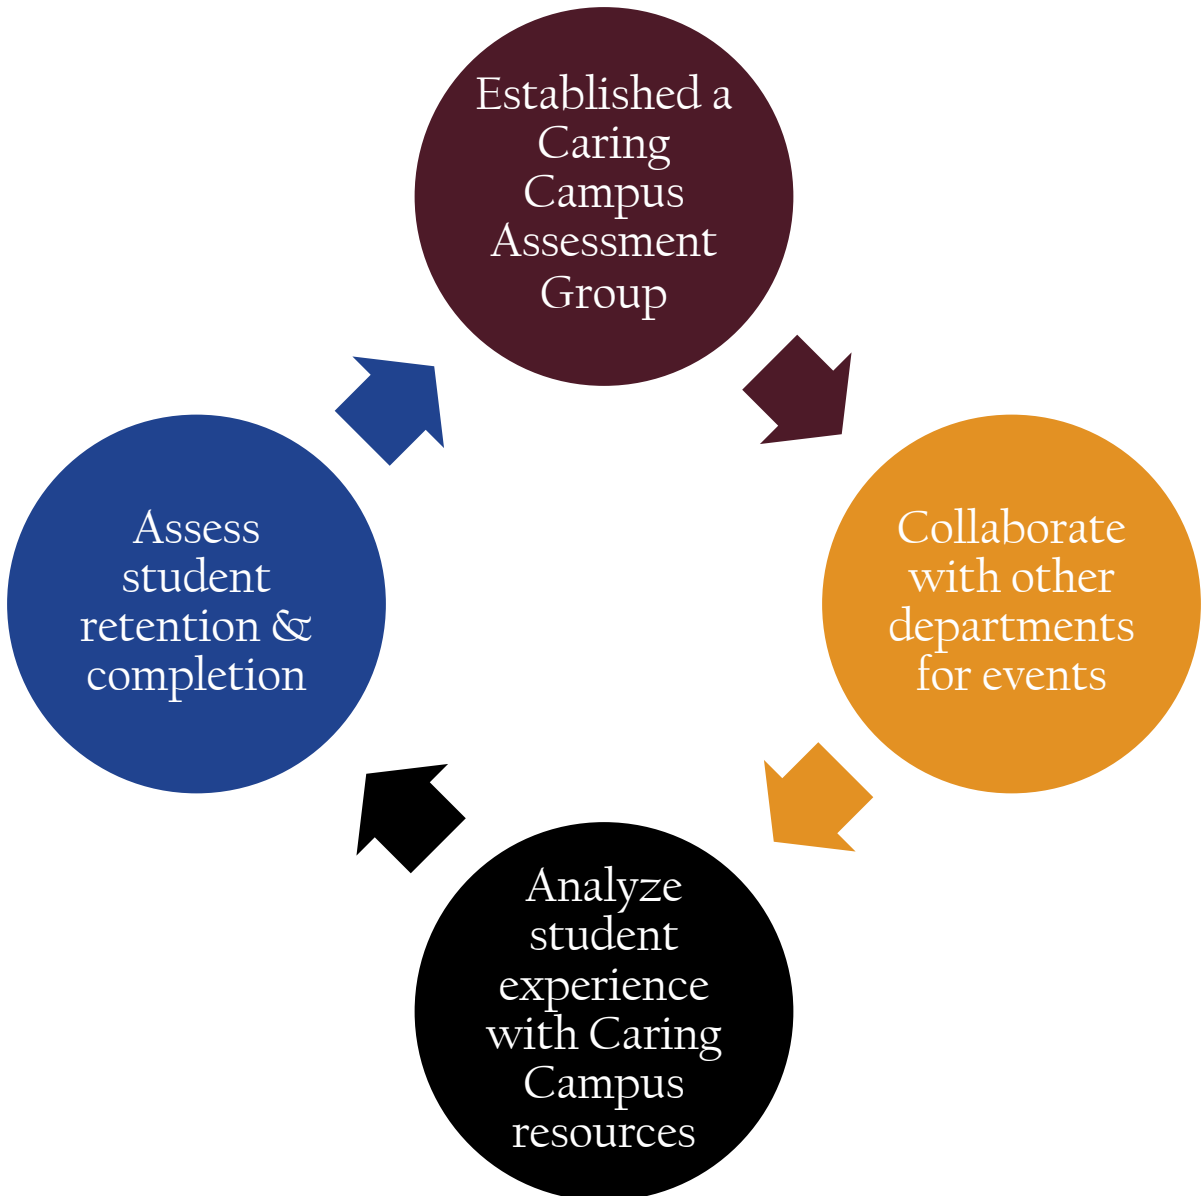 Established a
Caring
Campus
Assessment
Group
Collaborate
with other
departments
for events
Analyze
student
experience
with Caring
Campus
resources
Assess
student
retention &
completion